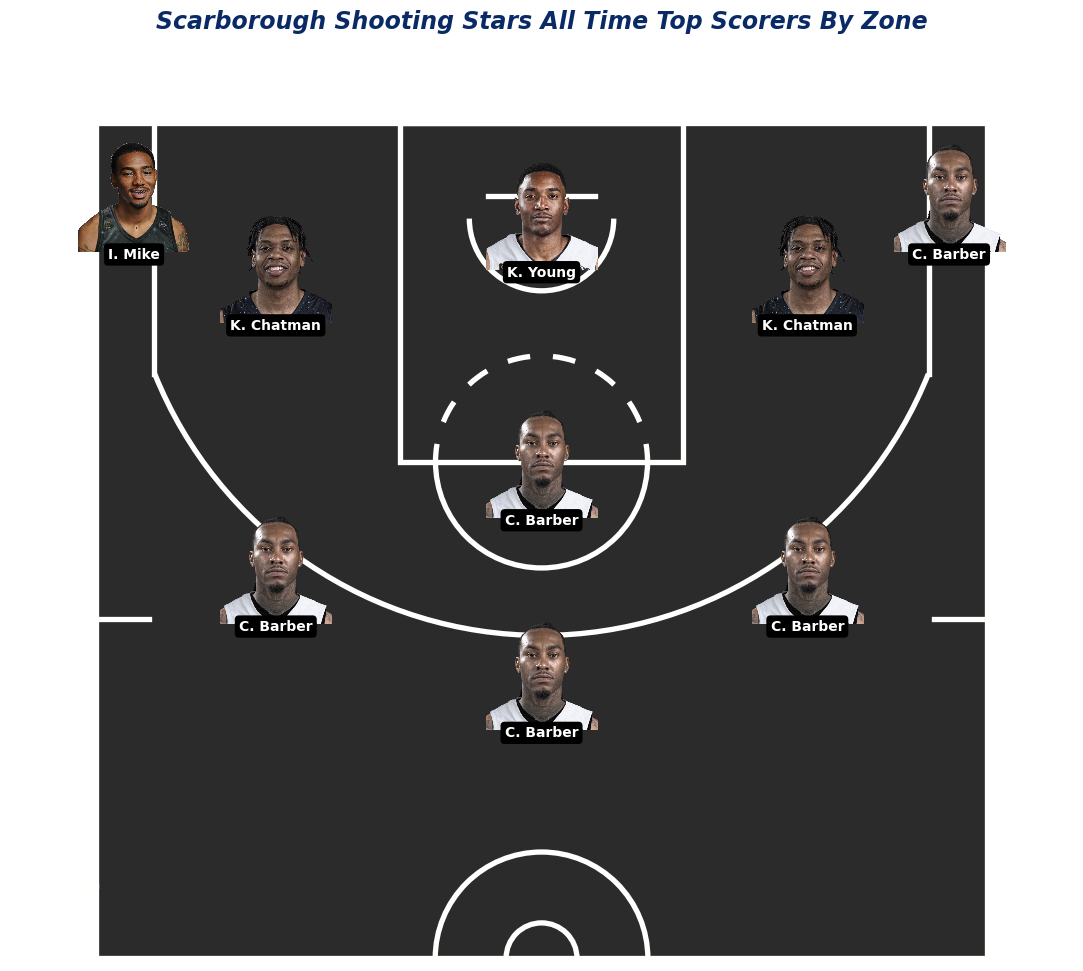 Scarborough Shooting Stars All Time Top Scorers By Zone
I. Mike
C. Barber
K. Young
K. Chatman
K. Chatman
C. Barber
C. Barber
C. Barber
C. Barber